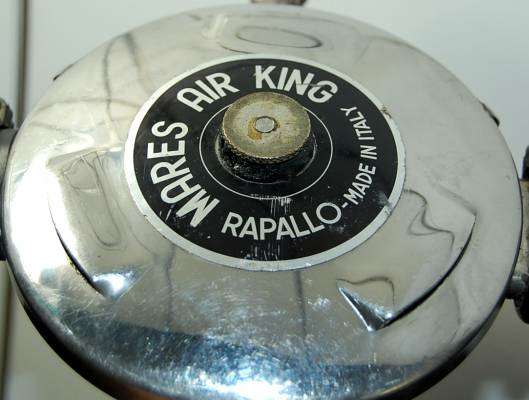 MARES AIR KING
RAPALLO-MADE IN ITALY